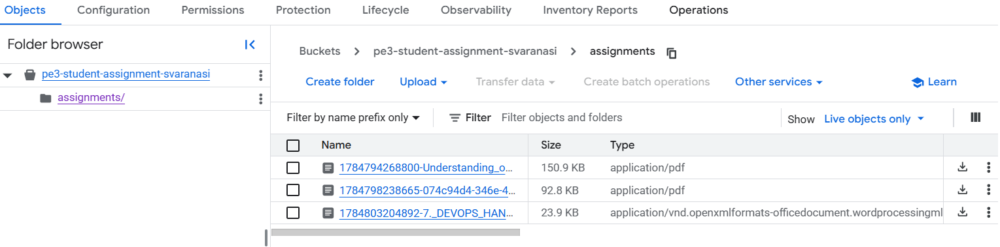 Objects Configuration Permissions Protection Lifecycle Observability Inventory Reports Operations
Folder browser
pe3-student-assignment-svaranasi
assignments/
Buckets pe3-student-assignment-svaranasi assignments
Create folder Upload Transfer data Create batch operations Other services Learn
Filter by name prefix only Filter Filter objects and folders Show Live objects only
Name Size Type
1784794268800-Understanding_o... 150.9 KB application/pdf
1784798238665-074c94d4-346e-4... 92.8 KB application/pdf
1784803204892-7._DEVOPS_HAN... 23.9 KB application/vnd.openxmlformats-officedocument.wordprocessingml